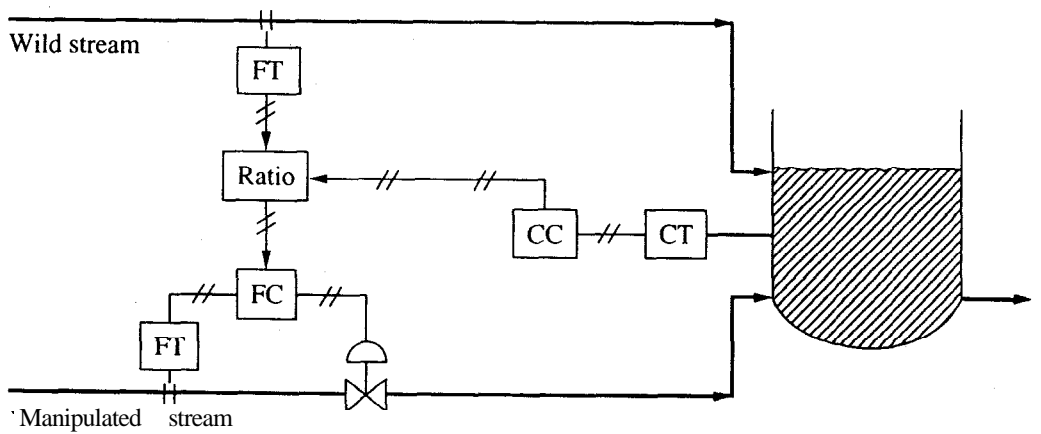 Wild stream
FT
Ratio
CC
CT
FC
FT
Manipulated stream